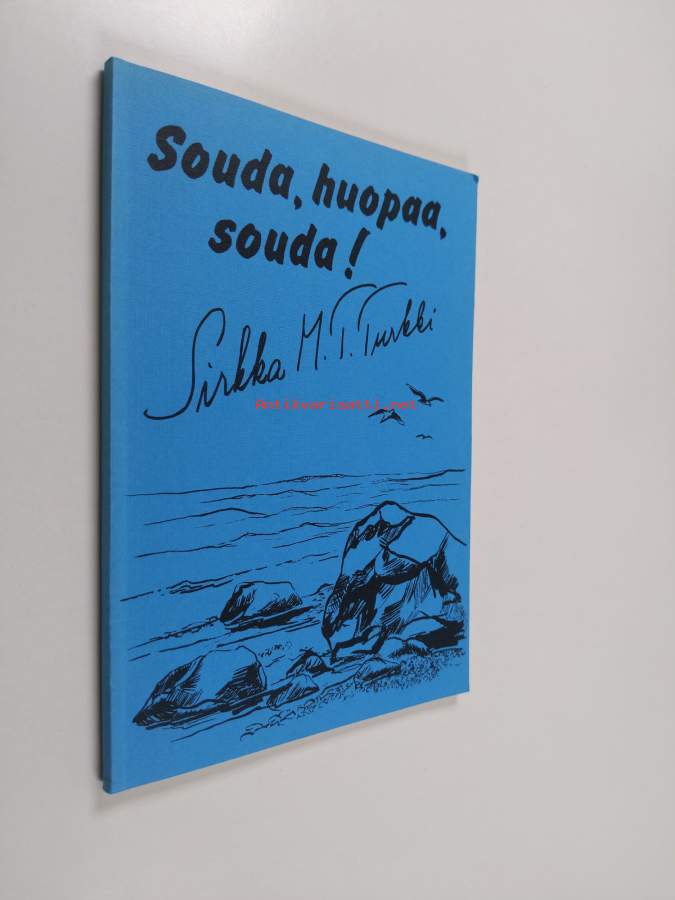 Souda, huopaa,
souda!
Sirkka M. T. Turkki
Antikvariaatti.net